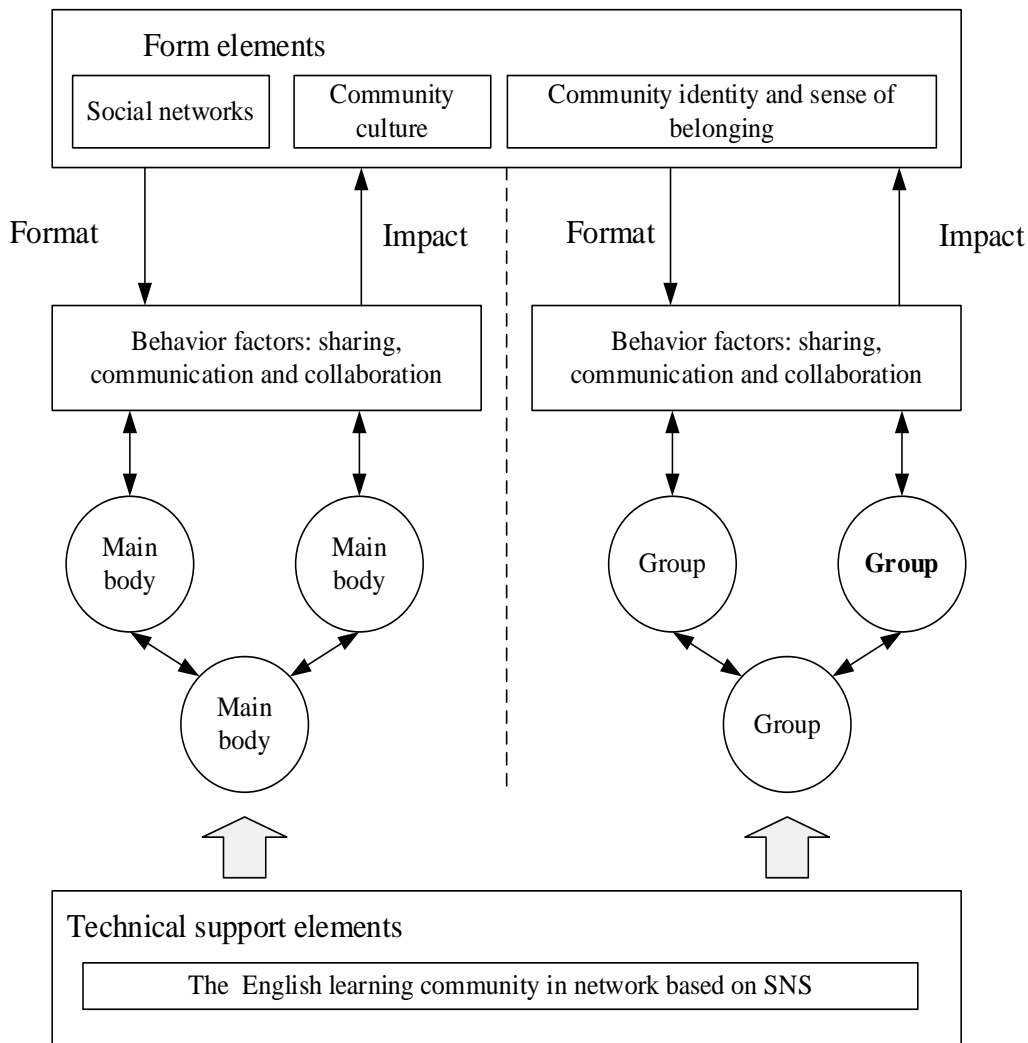 Form elements
Social networks
Community
culture
Community identity and sense of
belonging
Format
Impact
Format
Impact
Behavior factors: sharing,
communication and collaboration
Behavior factors: sharing,
communication and collaboration
Main
body
Main
body
Group
Group
Main
body
Group
Technical support elements
The English learning community in network based on SNS